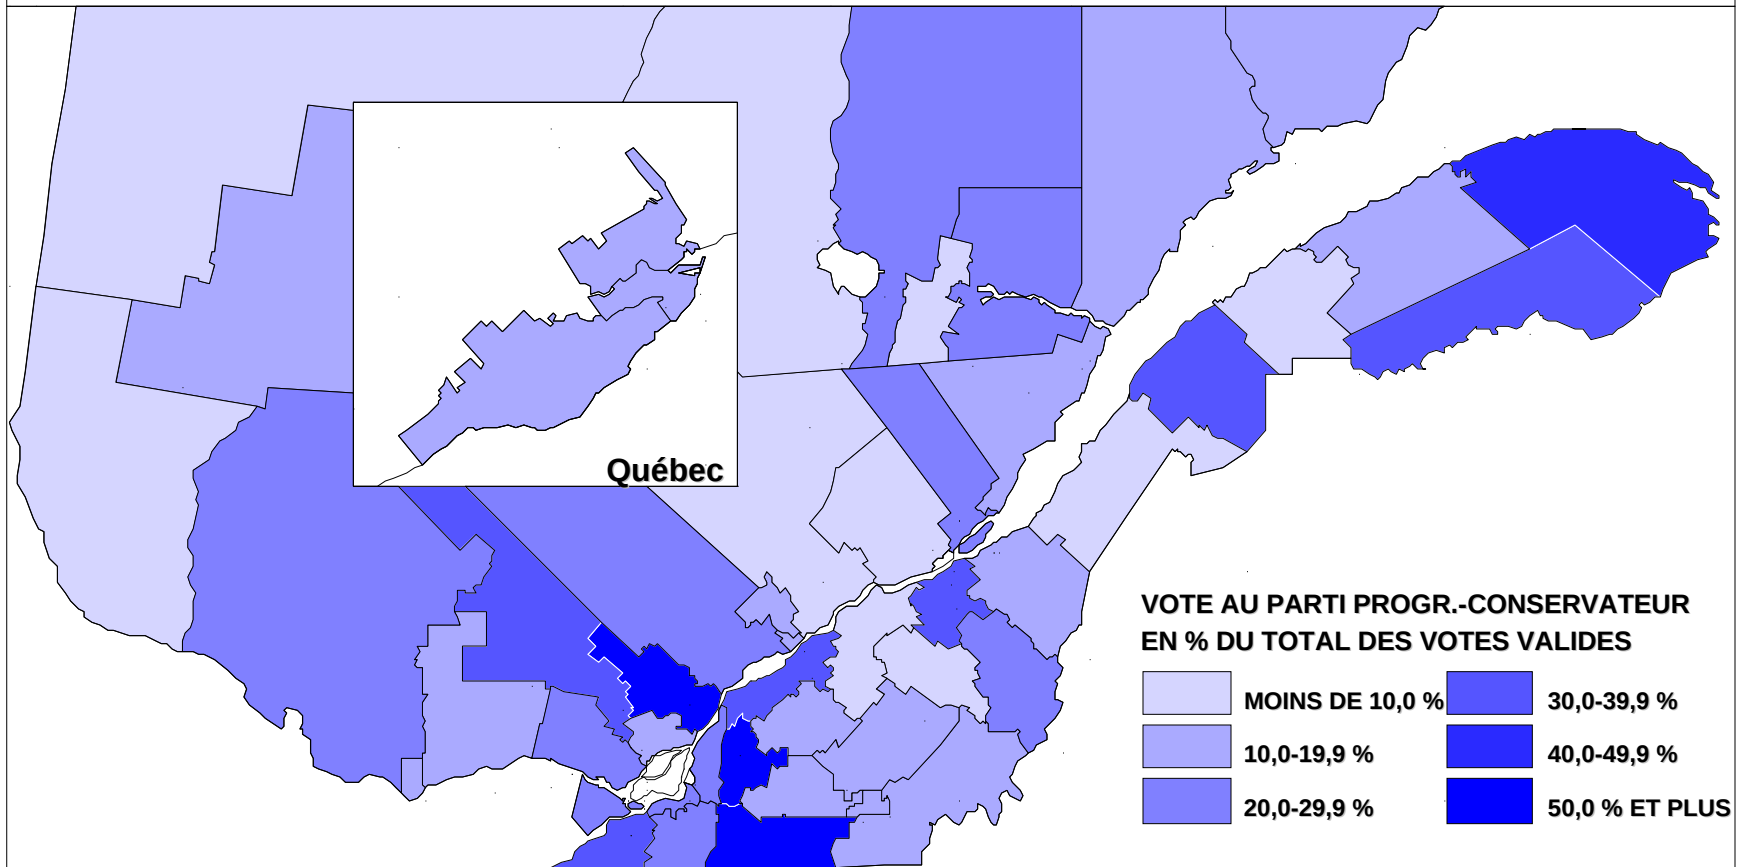 Québec
VOTE AU PARTI PROGR.-CONSERVATEUR
EN % DU TOTAL DES VOTES VALIDES
MOINS DE 10,0 %
10,0-19,9 %
20,0-29,9 %
30,0-39,9 %
40,0-49,9 %
50,0 % ET PLUS